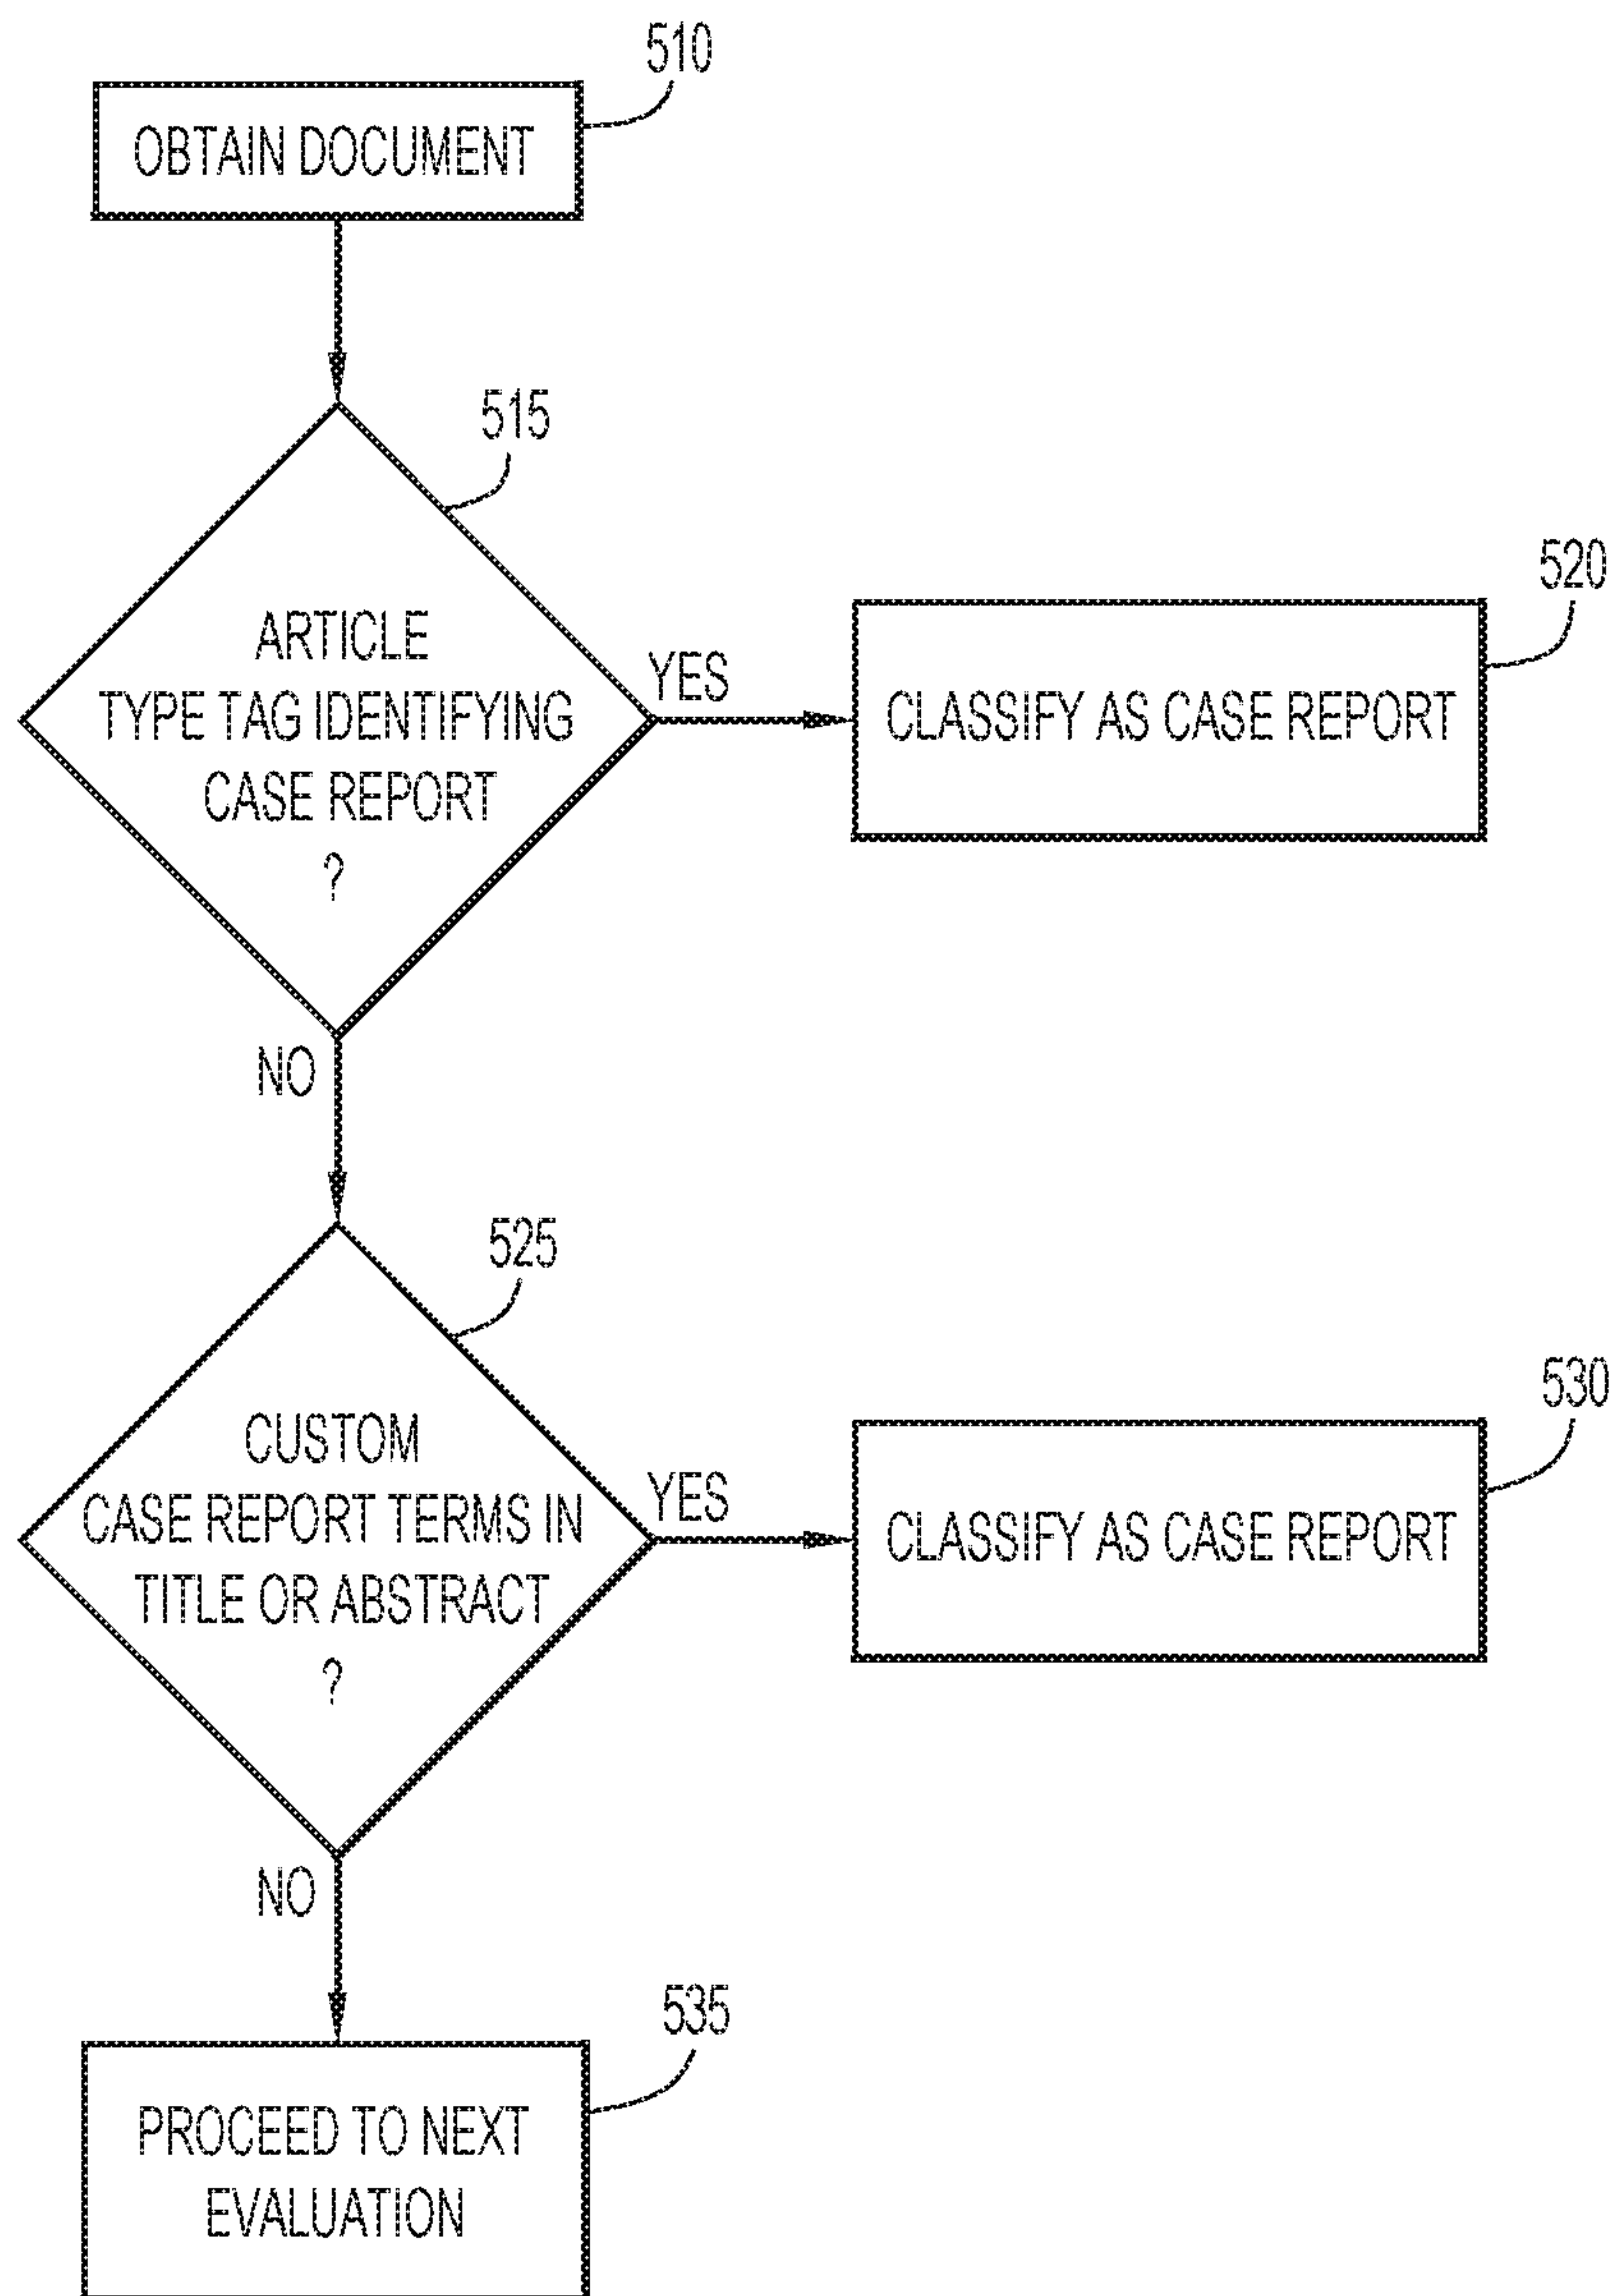 510
OBTAIN DOCUMENT
515
ARTICLE
TYPE TAG IDENTIFYING
CASE REPORT
?
YES
520
CLASSIFY AS CASE REPORT
NO
525
CUSTOM
CASE REPORT TERMS IN
TITLE OR ABSTRACT
?
YES
530
CLASSIFY AS CASE REPORT
NO
535
PROCEED TO NEXT
EVALUATION